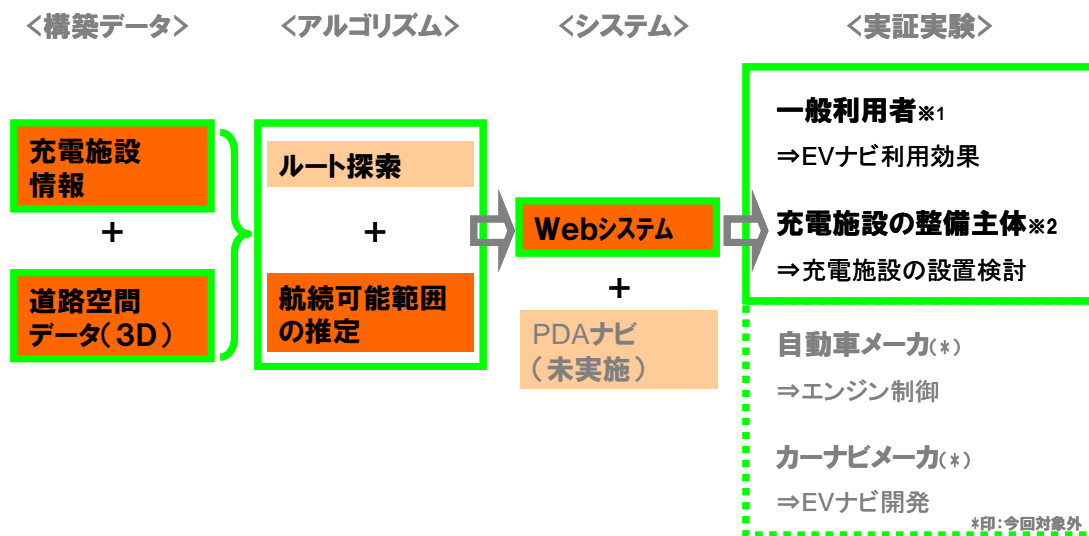 <構築データ>
<アルゴリズム>
<システム>
<実証実験>
充電施設
情報
+
道路空間
データ(3D)
ルート探索
+
航続可能範囲
の推定
Webシステム
+
PDAナビ
(未実施)
一般利用者※1
⇒EVナビ利用効果
充電施設の整備主体※2
⇒充電施設の設置検討
自動車メーカ(*)
⇒エンジン制御
カーナビメーカ(*)
⇒EVナビ開発
*印:今回対象外